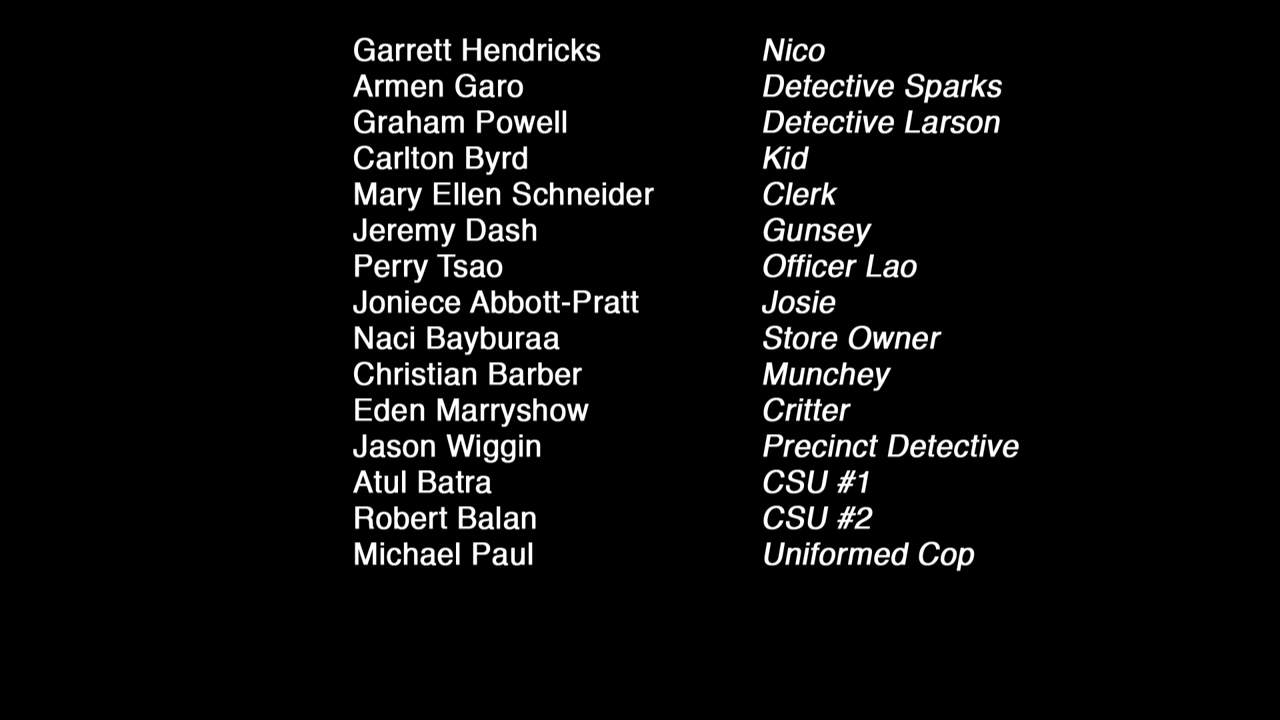 Garrett Hendricks Nico
Armen Garo Detective Sparks
Graham Powell Detective Larson
Carlton Byrd Kid
Mary Ellen Schneider Clerk
Jeremy Dash Gunsey
Perry Tsao Officer Lao
Joniece Abbott-Pratt Josie
Naci Bayburaa Store Owner
Christian Barber Munchey
Eden Marryshow Critter
Jason Wiggin Precinct Detective
Atul Batra CSU #1
Robert Balan CSU #2
Michael Paul Uniformed Cop